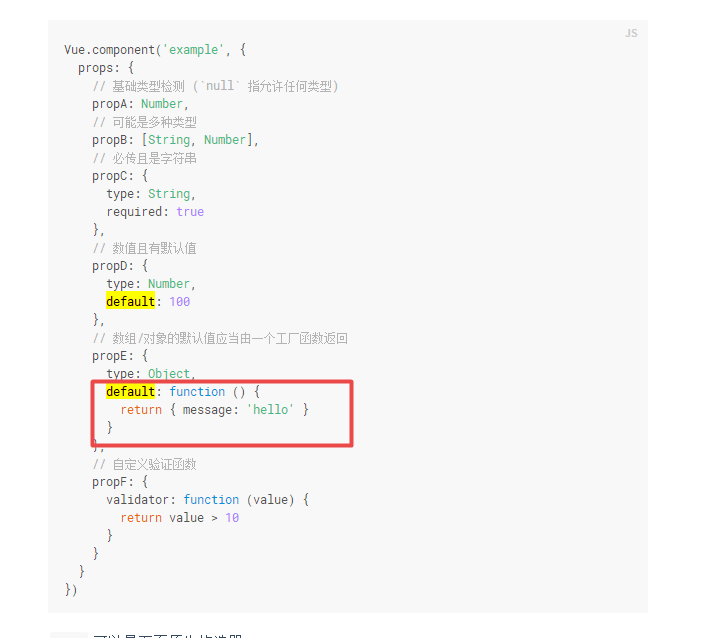 JS
Vue.component('example', {
props: {
// 基础类型检测 (`null` 指允许任何类型)
propA: Number,
// 可能是多种类型
propB: [String, Number],
// 必传且是字符串
propC: {
type: String,
required: true
},
// 数值且有默认值
propD: {
type: Number,
default: 100
},
// 数组/对象的默认值应当由一个工厂函数返回
propE: {
type: Object,
default: function () {
return { message: 'hello' }
}
},
// 自定义验证函数
propF: {
validator: function (value) {
return value > 10
}
}
}
})